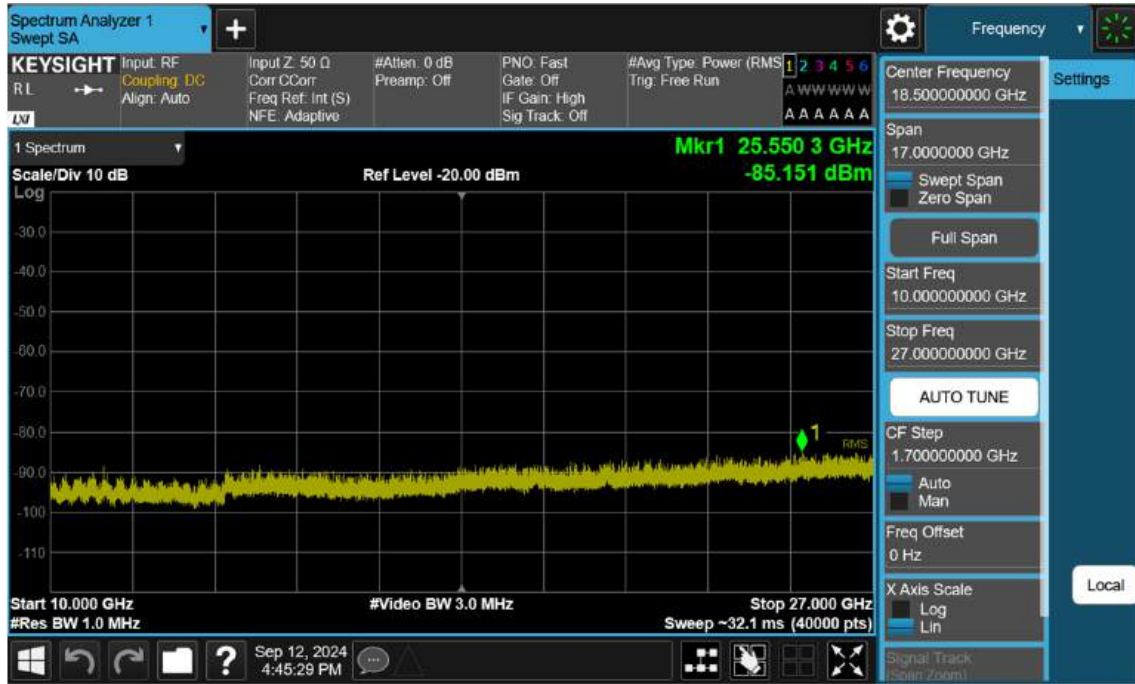 Spectrum Analyzer 1
Swept SA
+
Frequency
KEYSIGHT
RL
LXI
Input: RF
Coupling: DC
Align: Auto
Input Z: 50 Ω
Corr CCorr
Freq Ref: Int (S)
NFE: Adaptive
#Atten: 0 dB
Preamp: Off
PNO: Fast
Gate: Off
IF Gain: High
Sig Track: Off
#Avg Type: Power (RMS
Trig: Free Run
1 2 3 4 5 6
A W W W W W
A A A A A A
1 Spectrum
Scale/Div 10 dB
Ref Level -20.00 dBm
Mkr1 25.550 3 GHz
-85.151 dBm
Log
-30.0
-40.0
-50.0
-60.0
-70.0
-80.0
-90.0
-100
-110
1
RMS
Start 10.000 GHz
#Res BW 1.0 MHz
#Video BW 3.0 MHz
Stop 27.000 GHz
Sweep ~32.1 ms (40000 pts)
Center Frequency
18.500000000 GHz
Span
17.0000000 GHz
Swept Span
Zero Span
Full Span
Start Freq
10.000000000 GHz
Stop Freq
27.000000000 GHz
AUTO TUNE
CF Step
1.700000000 GHz
Auto
Man
Freq Offset
0 Hz
X Axis Scale
Log
Lin
Signal Track
(Span Zoom)
Settings
Local
?
Sep 12, 2024
4:45:29 PM